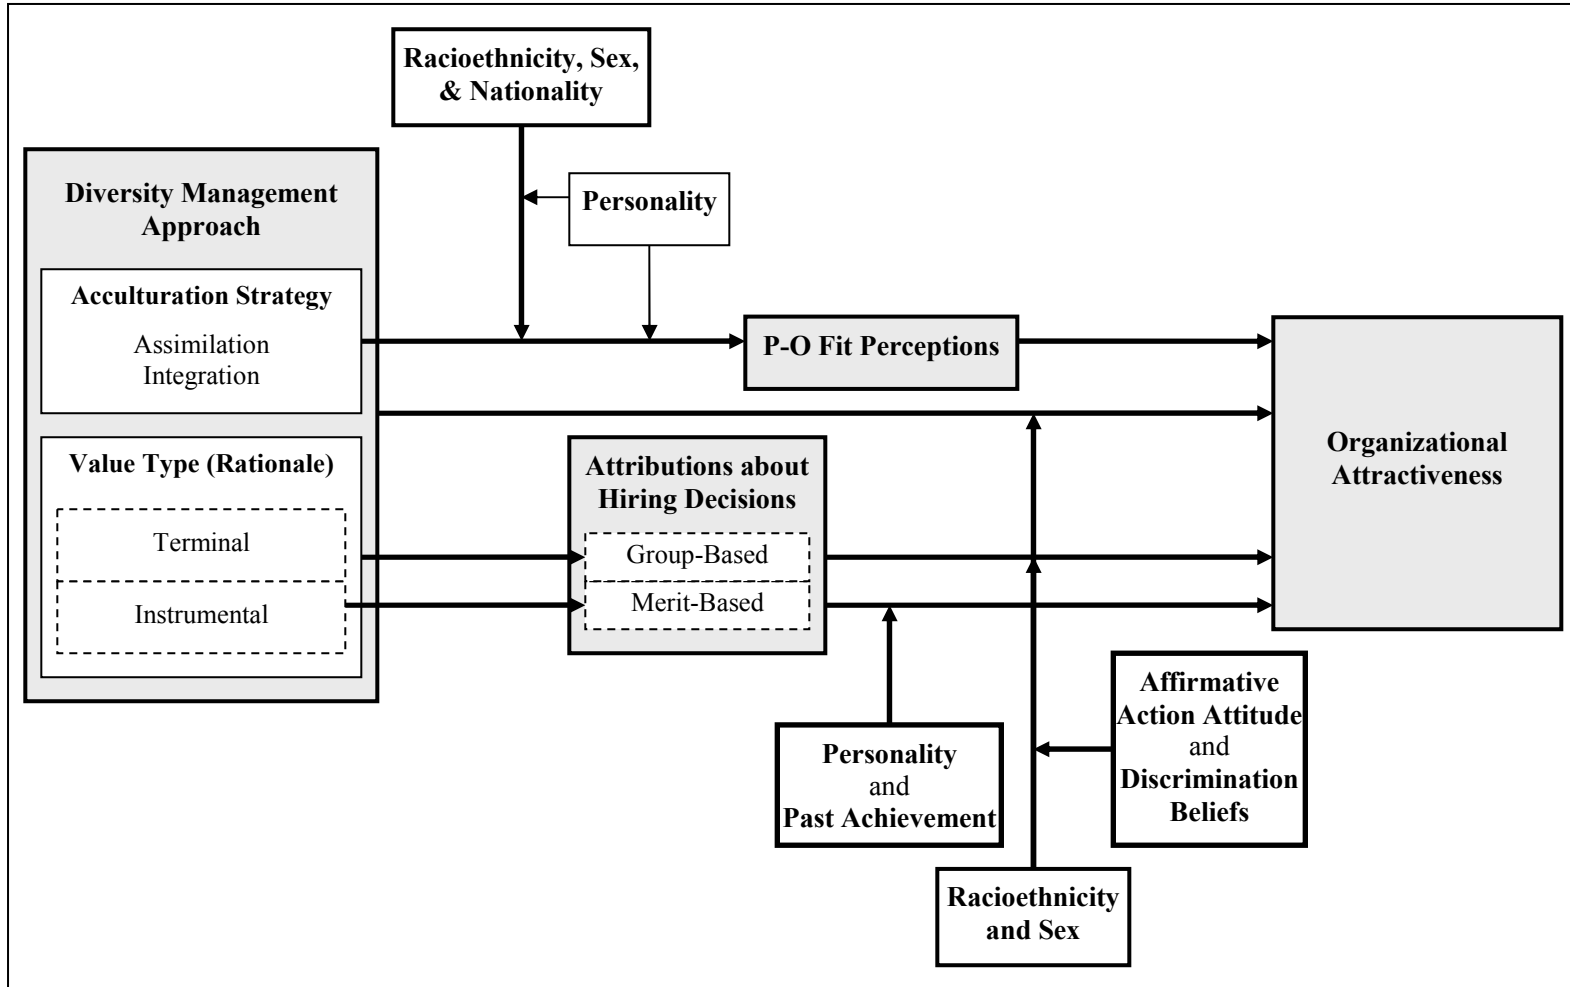 Racioethnicity, Sex,
& Nationality
Personality
Diversity Management
Approach
Acculturation Strategy
Assimilation
Integration
P-O Fit Perceptions
Organizational
Attractiveness
Value Type (Rationale)
Terminal
Instrumental
Attributions about
Hiring Decisions
Group-Based
Merit-Based
Personality
and
Past Achievement
Affirmative
Action Attitude
and
Discrimination
Beliefs
Racioethnicity
and Sex